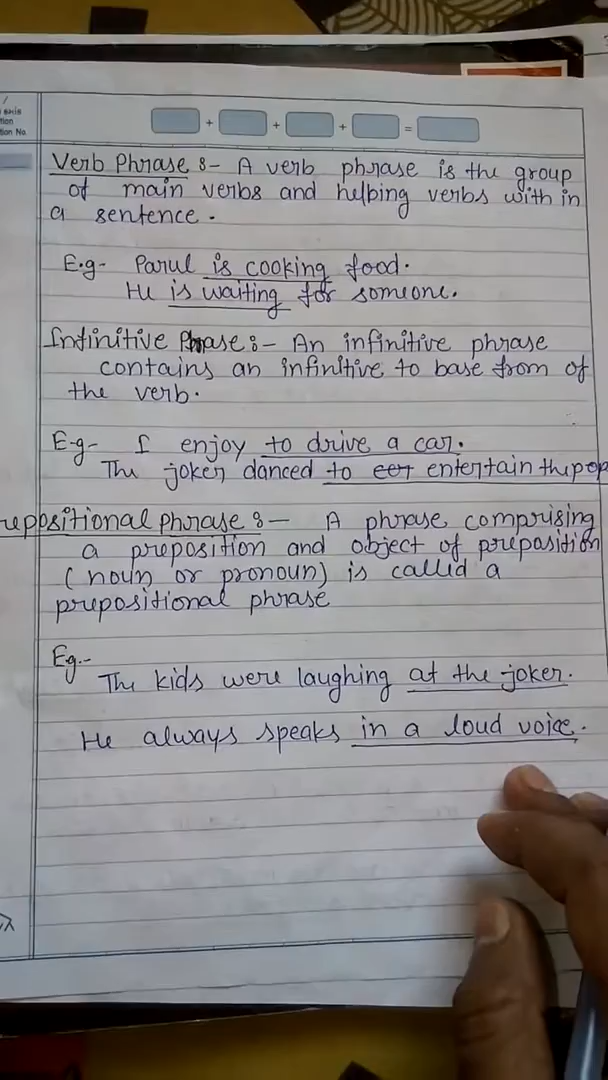 /
tion
tion No.
+ + + =
Verb Phrase :- A verb phrase is the group
of main verbs and helping verbs with in
a sentence.
E.g- Parul is cooking food.
He is waiting for someone.
Infinitive Phrase :- An infinitive phrase
contains an infinitive to base from of
the verb.
E-g- I enjoy to drive a car.
The joker danced to eet entertain the pop
repositional phrase :- A phrase comprising
a preposition and object of preposition
(noun or pronoun) is called a
prepositional phrase
Eg.-
The kids were laughing at the joker.
He always speaks in a loud voice.